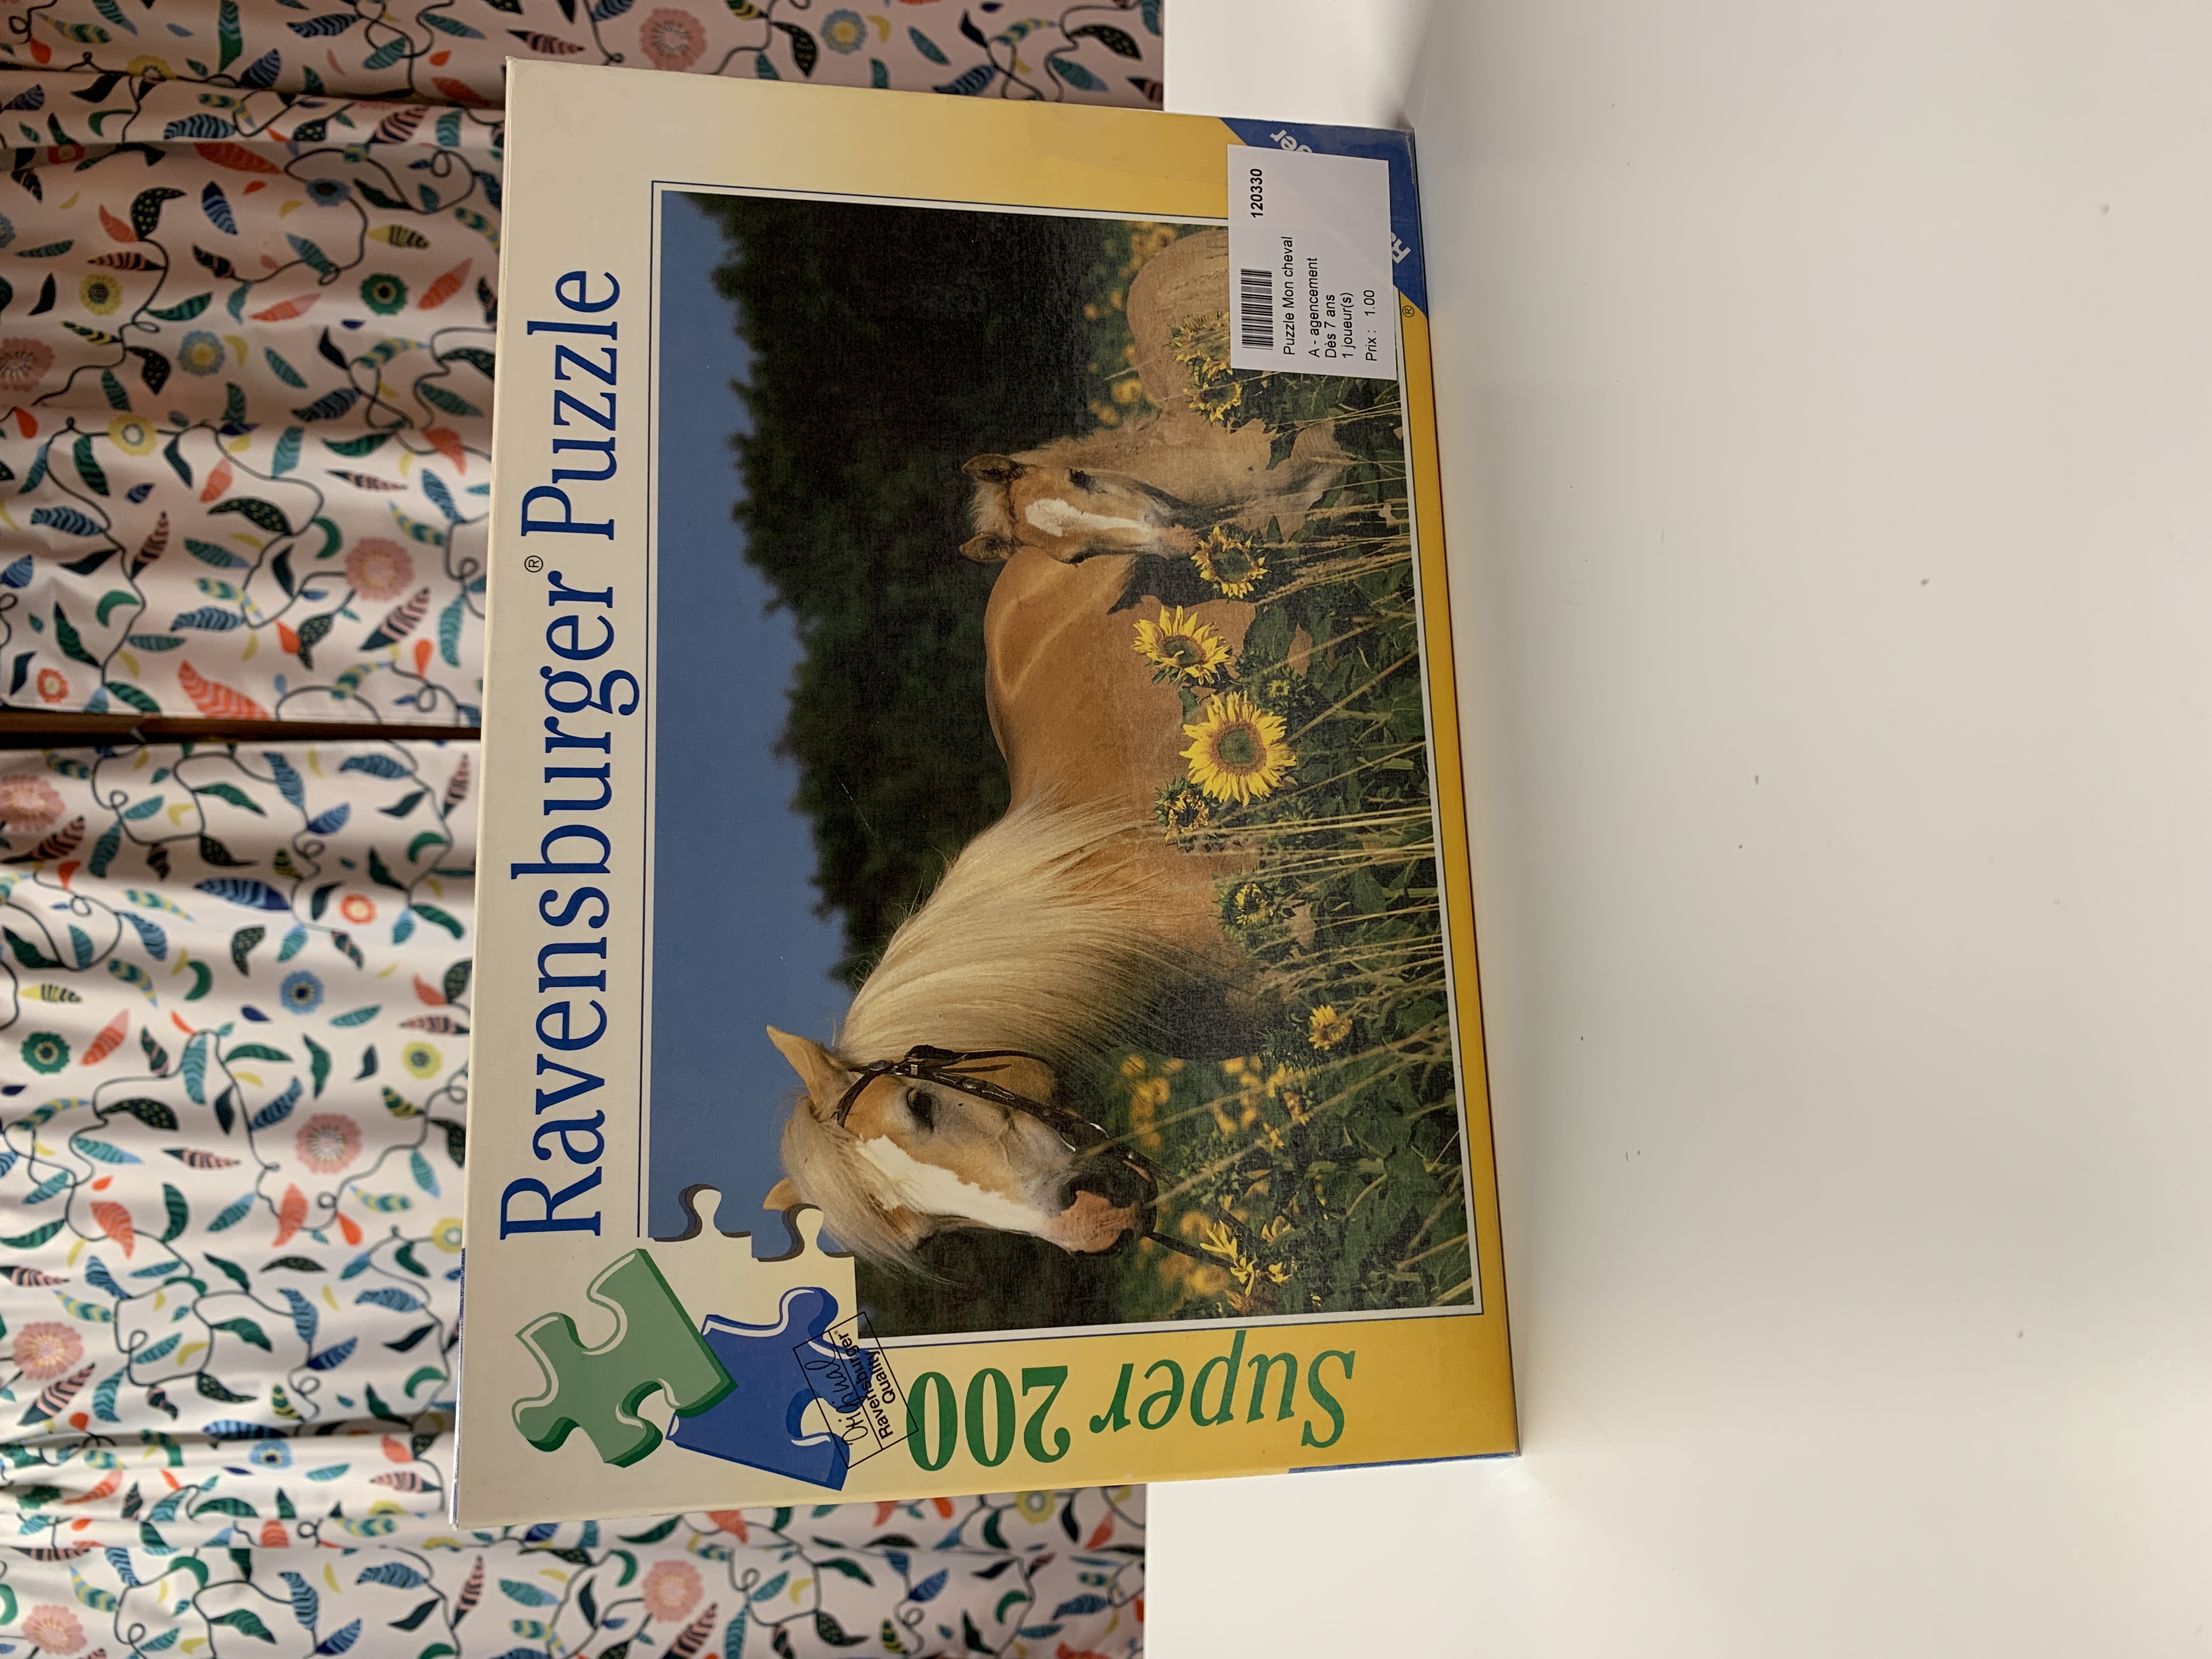 Ravensburger® Puzzle
Original
Ravensburger®
Quality
Super 200
120330
Puzzle Mon cheval
A - agencement
Dès 7 ans
1 joueur(s)
Prix : 1.00
®